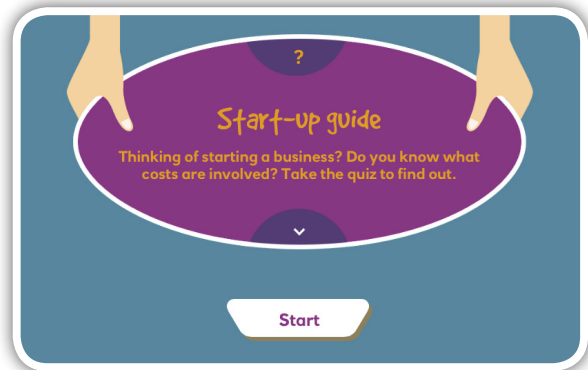 ?
Start-up guide
Thinking of starting a business? Do you know what
costs are involved? Take the quiz to find out.
Start